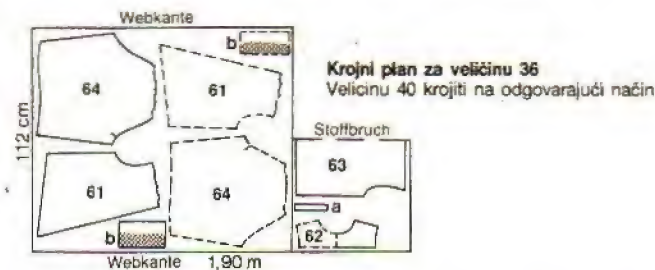 Webkante
b
64
61
112 cm
61
64
b
Webkante 1,90 m
Krojni plan za veličinu 36
Velicinu 40 krojiti na odgovarajući način
Stoffbruch
63
a
62